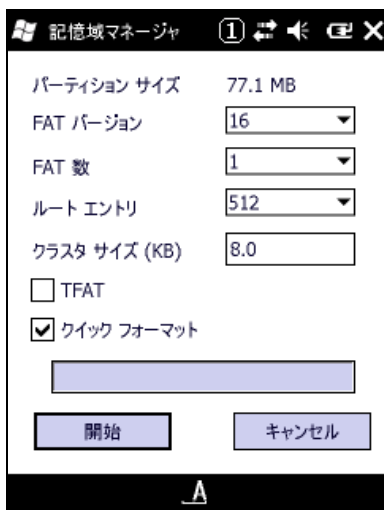 記憶域マネージャ 1
パーティション サイズ 77.1 MB
FAT バージョン 16
FAT 数 1
ルート エントリ 512
クラスタ サイズ (KB) 8.0
TFAT
クイック フォーマット
開始 キャンセル
A